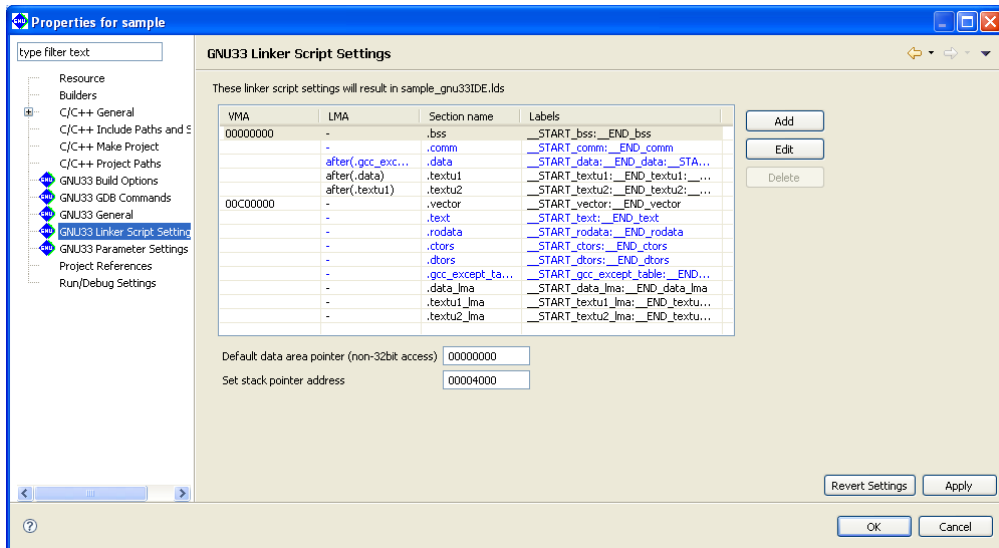 Properties for sample
type filter text
Resource
Builders
C/C++ General
C/C++ Include Paths and S
C/C++ Make Project
C/C++ Project Paths
GNU33 Build Options
GNU33 GDB Commands
GNU33 General
GNU33 Linker Script Setting
GNU33 Parameter Settings
Project References
Run/Debug Settings
GNU33 Linker Script Settings
These linker script settings will result in sample_gnu33IDE.lds
VMA LMA Section name Labels
00000000 - .bss __START_bss:__END_bss
- .comm __START_comm:__END_comm
after(.gcc_exc... .data __START_data:__END_data:__STA...
after(.data) .textu1 __START_textu1:__END_textu1:__...
after(.textu1) .textu2 __START_textu2:__END_textu2:__...
00C00000 - .vector __START_vector:__END_vector
- .text __START_text:__END_text
- .rodata __START_rodata:__END_rodata
- .ctors __START_ctors:__END_ctors
- .dtors __START_dtors:__END_dtors
- .gcc_except_ta... __START_gcc_except_table:__END...
- .data_lma __START_data_lma:__END_data_lma
- .textu1_lma __START_textu1_lma:__END_textu...
- .textu2_lma __START_textu2_lma:__END_textu...
Add
Edit
Delete
Default data area pointer (non-32bit access) 00000000
Set stack pointer address 00004000
Revert Settings Apply
? OK Cancel